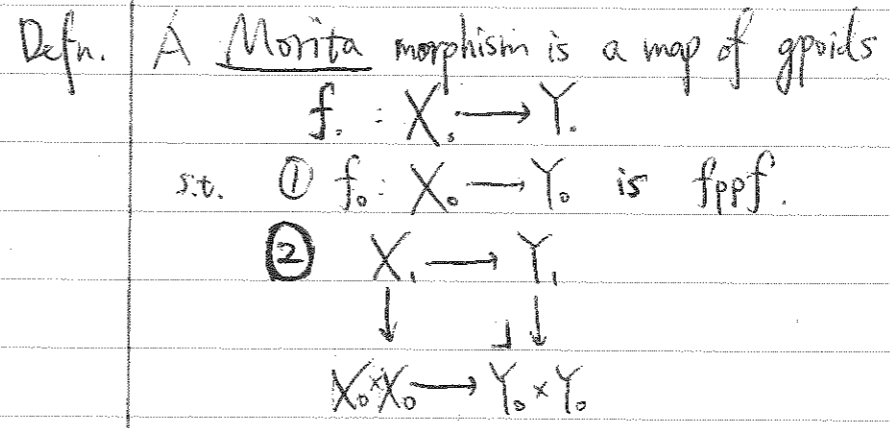 Defn. A Morita morphism is a map of gpoids
f. : X. → Y.
s.t. ① f₀ : X₀ → Y₀ is fppf.
② X₁ → Y₁
↓ ⌟ ↓
X₀×X₀ → Y₀×Y₀